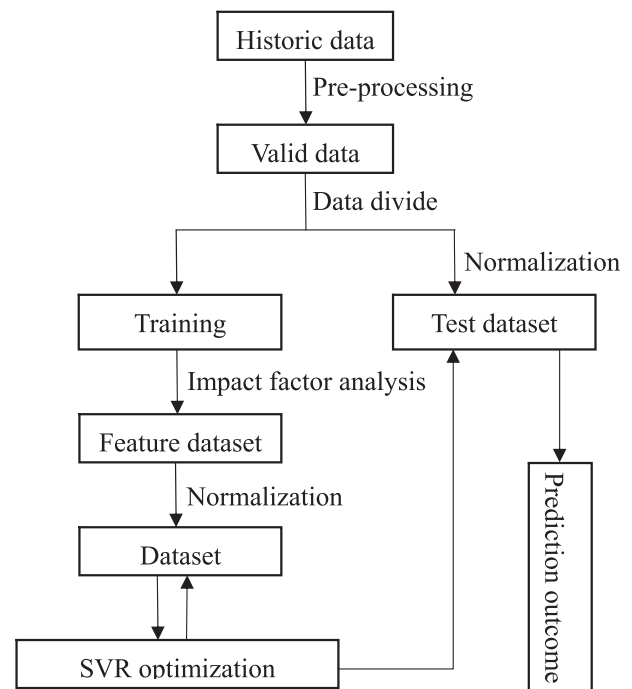 Historic data
Pre-processing
Valid data
Data divide
Normalization
Training
Test dataset
Impact factor analysis
Feature dataset
Normalization
Dataset
Prediction outcome
SVR optimization